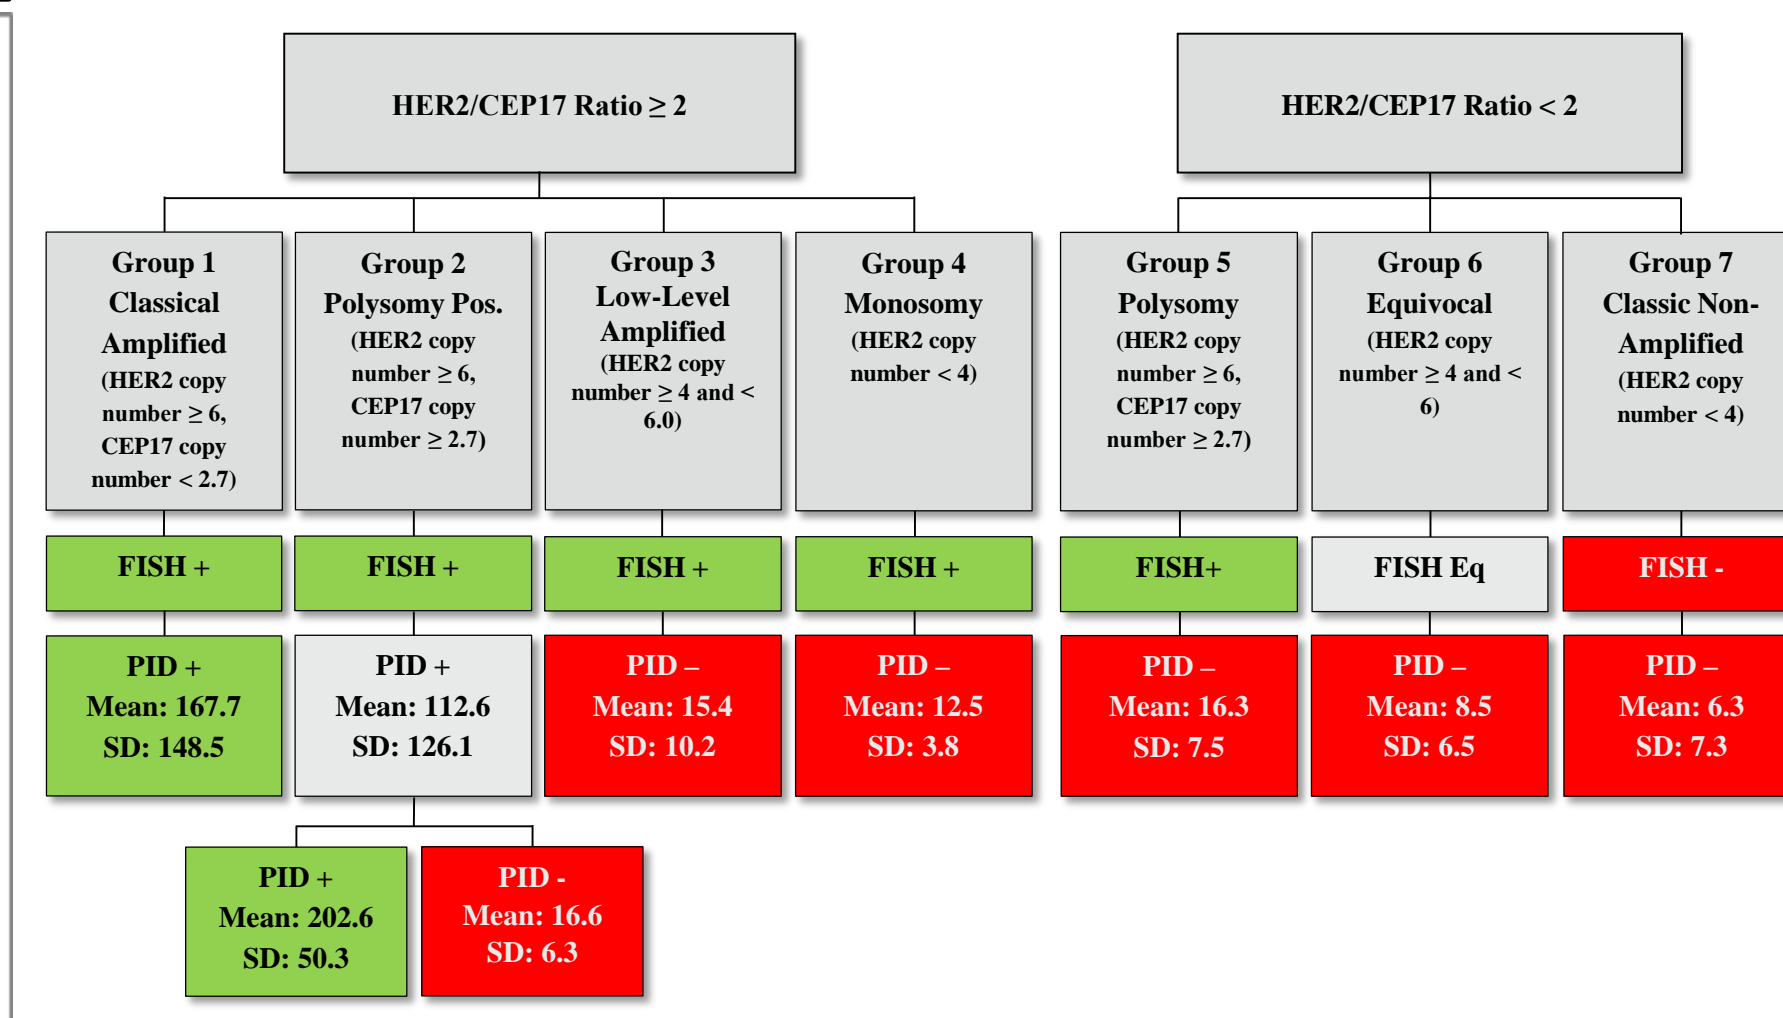 HER2/CEP17 Ratio ≥ 2
HER2/CEP17 Ratio < 2
Group 1
Classical
Amplified
(HER2 copy
number ≥ 6,
CEP17 copy
number < 2.7)
Group 2
Polysomy Pos.
(HER2 copy
number ≥ 6,
CEP17 copy
number ≥ 2.7)
Group 3
Low-Level
Amplified
(HER2 copy
number ≥ 4 and <
6.0)
Group 4
Monosomy
(HER2 copy
number < 4)
Group 5
Polysomy
(HER2 copy
number ≥ 6,
CEP17 copy
number ≥ 2.7)
Group 6
Equivocal
(HER2 copy
number ≥ 4 and <
6)
Group 7
Classic Non-
Amplified
(HER2 copy
number < 4)
FISH +
FISH +
FISH +
FISH +
FISH+
FISH Eq
FISH -
PID +
Mean: 167.7
SD: 148.5
PID +
Mean: 112.6
SD: 126.1
PID –
Mean: 15.4
SD: 10.2
PID –
Mean: 12.5
SD: 3.8
PID –
Mean: 16.3
SD: 7.5
PID –
Mean: 8.5
SD: 6.5
PID –
Mean: 6.3
SD: 7.3
PID +
Mean: 202.6
SD: 50.3
PID -
Mean: 16.6
SD: 6.3